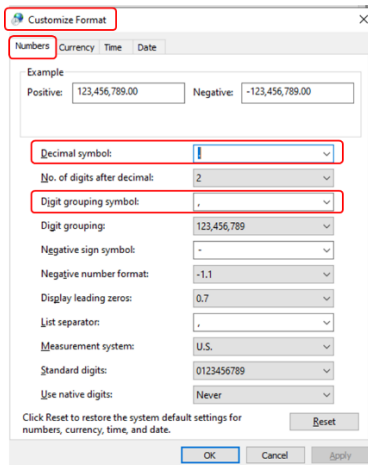 Customize Format
Numbers Currency Time Date
Example
Positive: 123,456,789.00 Negative: -123,456,789.00
Decimal symbol: .
No. of digits after decimal: 2
Digit grouping symbol: ,
Digit grouping: 123,456,789
Negative sign symbol: -
Negative number format: -1.1
Display leading zeros: 0.7
List separator: ,
Measurement system: U.S.
Standard digits: 0123456789
Use native digits: Never
Click Reset to restore the system default settings for
numbers, currency, time, and date.
Reset
OK Cancel Apply